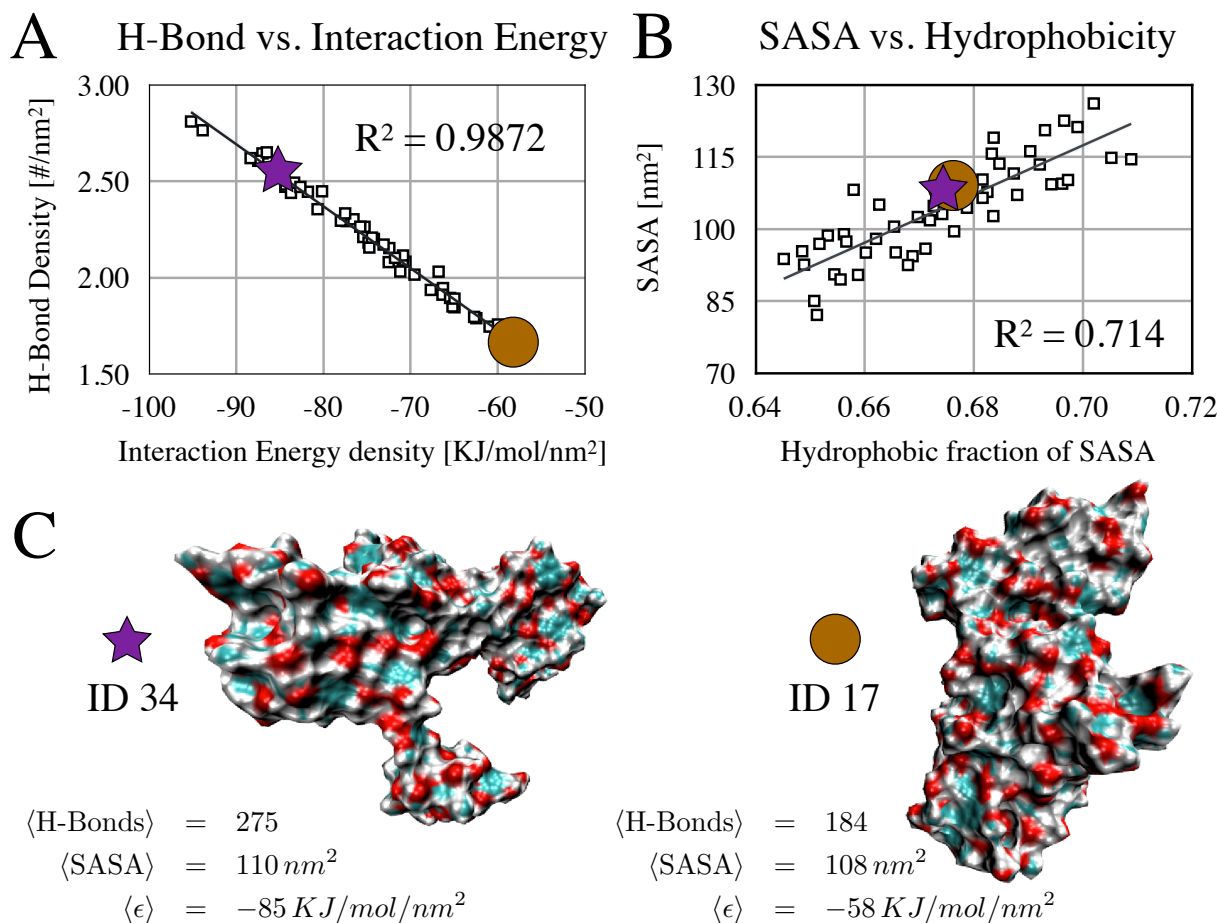 A H-Bond vs. Interaction Energy
H-Bond Density [#/nm²]
3.00
2.50
2.00
1.50
R² = 0.9872
-100 -90 -80 -70 -60 -50
Interaction Energy density [KJ/mol/nm²]
B SASA vs. Hydrophobicity
SASA [nm²]
130
115
100
85
70
R² = 0.714
0.64 0.66 0.68 0.70 0.72
Hydrophobic fraction of SASA
C
ID 34
⟨H-Bonds⟩ = 275
⟨SASA⟩ = 110 nm²
⟨ϵ⟩ = −85 KJ/mol/nm²
ID 17
⟨H-Bonds⟩ = 184
⟨SASA⟩ = 108 nm²
⟨ϵ⟩ = −58 KJ/mol/nm²